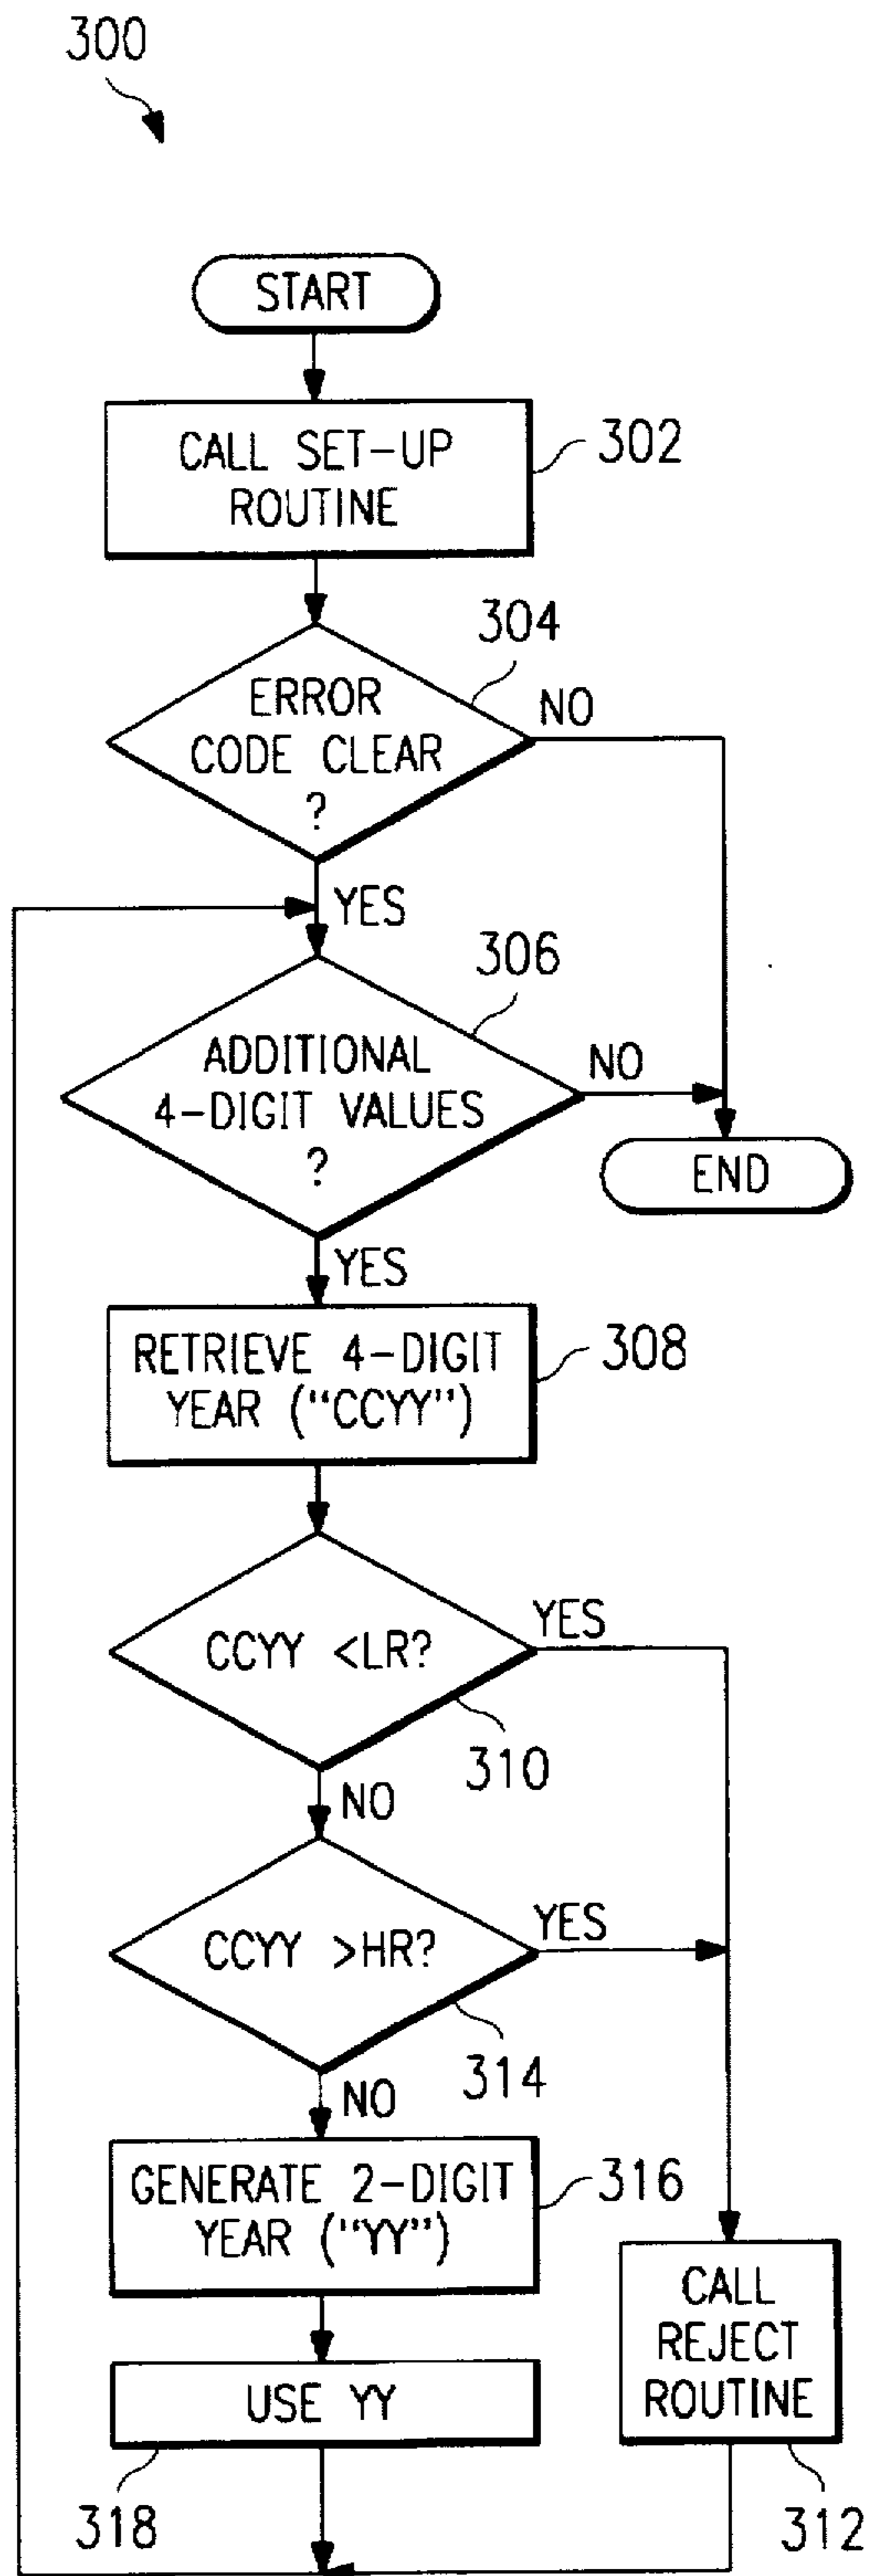 300
START
CALL SET-UP
ROUTINE
302
304
ERROR
CODE CLEAR
?
NO
YES
306
ADDITIONAL
4-DIGIT VALUES
?
NO
END
YES
RETRIEVE 4-DIGIT
YEAR ("CCYY")
308
CCYY <LR?
YES
310
NO
CCYY >HR?
YES
314
NO
GENERATE 2-DIGIT
YEAR ("YY")
316
CALL
REJECT
ROUTINE
USE YY
318
312